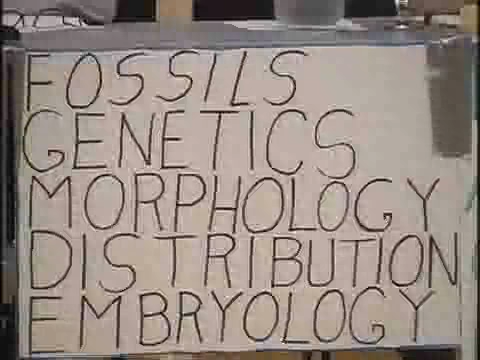 FOSSILS
GENETICS
MORPHOLOGY
DISTRIBUTION
EMBRYOLOGY